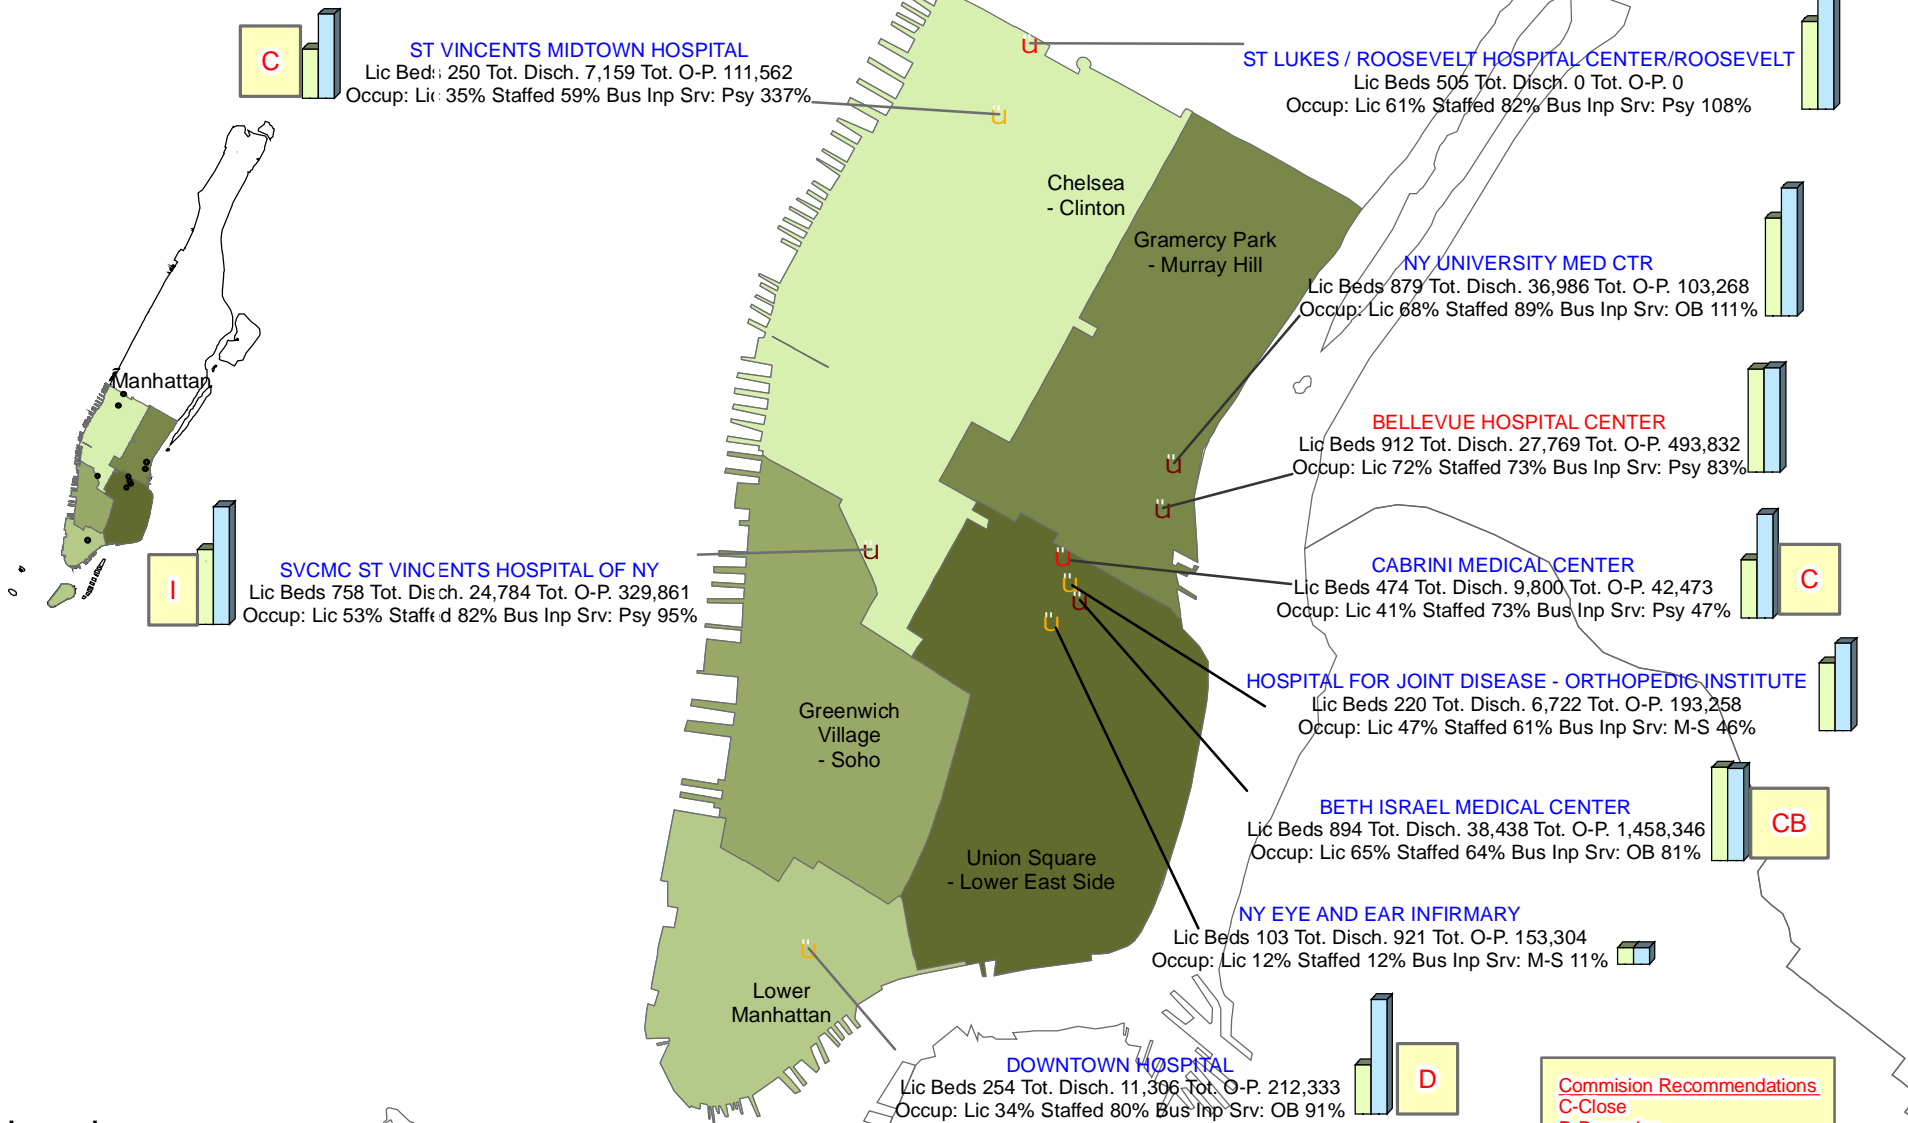 C
ST VINCENTS MIDTOWN HOSPITAL
Lic Beds 250 Tot. Disch. 7,159 Tot. O-P. 111,562
Occup: Lic 35% Staffed 59% Bus Inp Srv: Psy 337%
ST LUKES / ROOSEVELT HOSPITAL CENTER/ROOSEVELT
Lic Beds 505 Tot. Disch. 0 Tot. O-P. 0
Occup: Lic 61% Staffed 82% Bus Inp Srv: Psy 108%
Chelsea
- Clinton
Gramercy Park
- Murray Hill
NY UNIVERSITY MED CTR
Lic Beds 879 Tot. Disch. 36,986 Tot. O-P. 103,268
Occup: Lic 68% Staffed 89% Bus Inp Srv: OB 111%
Manhattan
BELLEVUE HOSPITAL CENTER
Lic Beds 912 Tot. Disch. 27,769 Tot. O-P. 493,832
Occup: Lic 72% Staffed 73% Bus Inp Srv: Psy 83%
I
SVCMC ST VINCENTS HOSPITAL OF NY
Lic Beds 758 Tot. Disch. 24,784 Tot. O-P. 329,861
Occup: Lic 53% Staffed 82% Bus Inp Srv: Psy 95%
CABRINI MEDICAL CENTER
Lic Beds 474 Tot. Disch. 9,800 Tot. O-P. 42,473
Occup: Lic 41% Staffed 73% Bus Inp Srv: Psy 47%
C
HOSPITAL FOR JOINT DISEASE - ORTHOPEDIC INSTITUTE
Lic Beds 220 Tot. Disch. 6,722 Tot. O-P. 193,258
Occup: Lic 47% Staffed 61% Bus Inp Srv: M-S 46%
Greenwich
Village
- Soho
BETH ISRAEL MEDICAL CENTER
Lic Beds 894 Tot. Disch. 38,438 Tot. O-P. 1,458,346
Occup: Lic 65% Staffed 64% Bus Inp Srv: OB 81%
CB
Union Square
- Lower East Side
NY EYE AND EAR INFIRMARY
Lic Beds 103 Tot. Disch. 921 Tot. O-P. 153,304
Occup: Lic 12% Staffed 12% Bus Inp Srv: M-S 11%
Lower
Manhattan
DOWNTOWN HOSPITAL
Lic Beds 254 Tot. Disch. 11,306 Tot. O-P. 212,333
Occup: Lic 34% Staffed 80% Bus Inp Srv: OB 91%
D
Commision Recommendations
C-Close